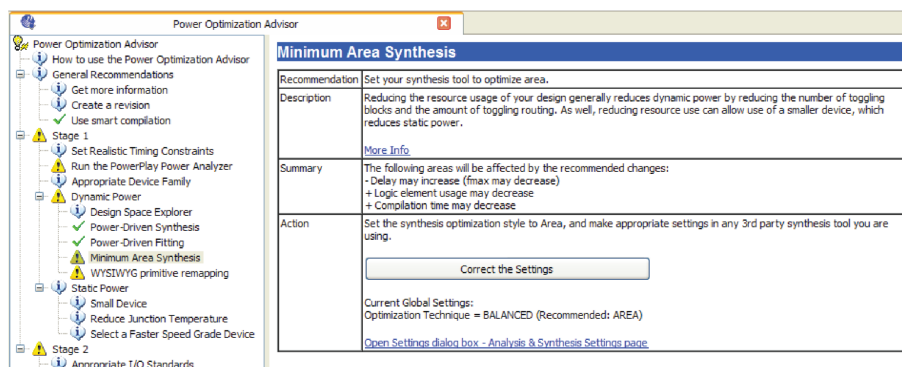 Power Optimization Advisor
Power Optimization Advisor
How to use the Power Optimization Advisor
General Recommendations
Get more information
Create a revision
Use smart compilation
Stage 1
Set Realistic Timing Constraints
Run the PowerPlay Power Analyzer
Appropriate Device Family
Dynamic Power
Design Space Explorer
Power-Driven Synthesis
Power-Driven Fitting
Minimum Area Synthesis
WYSIWYG primitive remapping
Static Power
Small Device
Reduce Junction Temperature
Select a Faster Speed Grade Device
Stage 2
Appropriate I/O Standards
Minimum Area Synthesis
Recommendation Set your synthesis tool to optimize area.
Description Reducing the resource usage of your design generally reduces dynamic power by reducing the number of toggling
blocks and the amount of toggling routing. As well, reducing resource use can allow use of a smaller device, which
reduces static power.
More Info
Summary The following areas will be affected by the recommended changes:
- Delay may increase (fmax may decrease)
+ Logic element usage may decrease
+ Compilation time may decrease
Action Set the synthesis optimization style to Area, and make appropriate settings in any 3rd party synthesis tool you are
using.
Correct the Settings
Current Global Settings:
Optimization Technique = BALANCED (Recommended: AREA)
Open Settings dialog box - Analysis & Synthesis Settings page